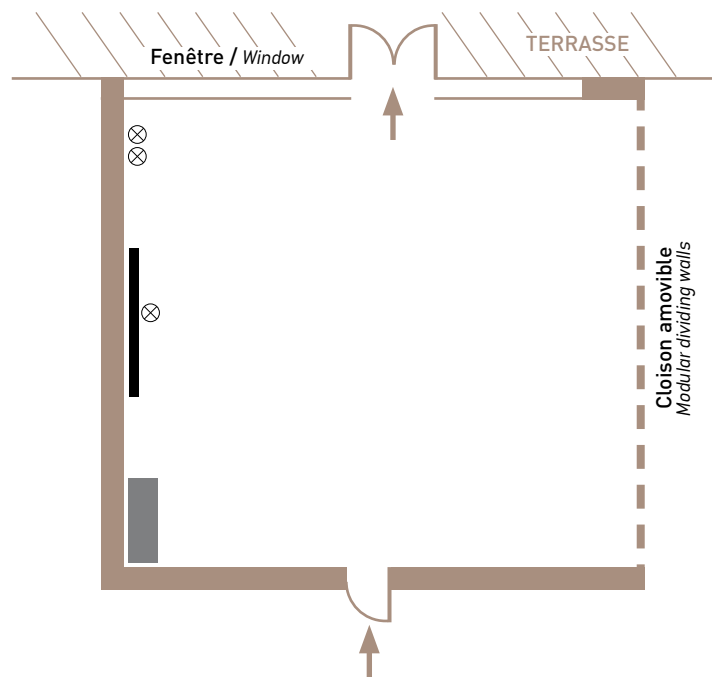 Fenêtre / Window
TERRASSE
Cloison amovible
Modular dividing walls